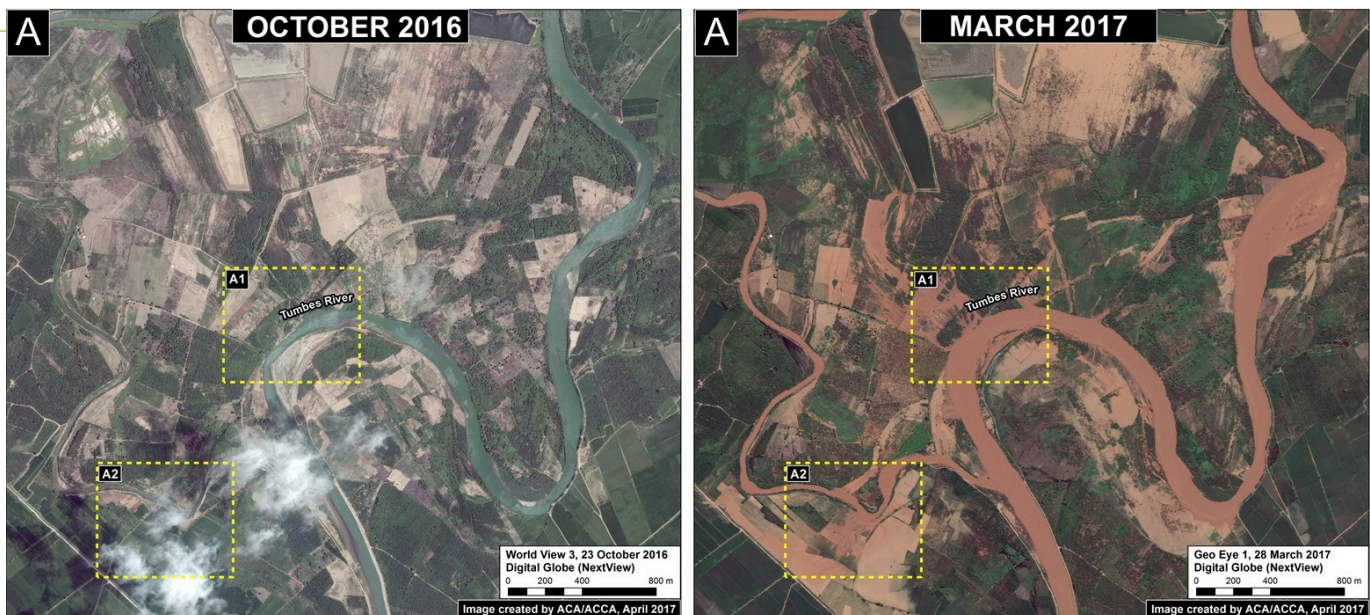 A
OCTOBER 2016
A1
Tumbes River
A2
World View 3, 23 October 2016
Digital Globe (NextView)
0 200 400 800 m
Image created by ACA/ACCA, April 2017
A
MARCH 2017
A1
Tumbes River
A2
Geo Eye 1, 28 March 2017
Digital Globe (NextView)
0 200 400 800 m
Image created by ACA/ACCA, April 201